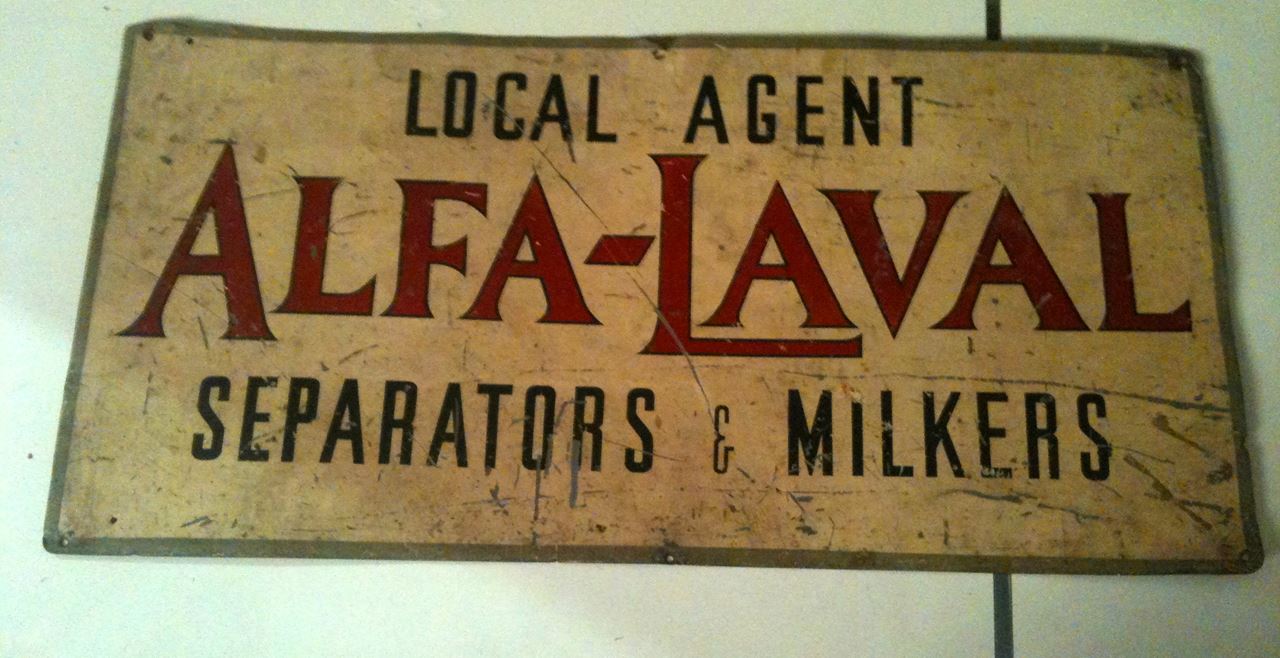 LOCAL AGENT
ALFA-LAVAL
SEPARATORS & MILKERS